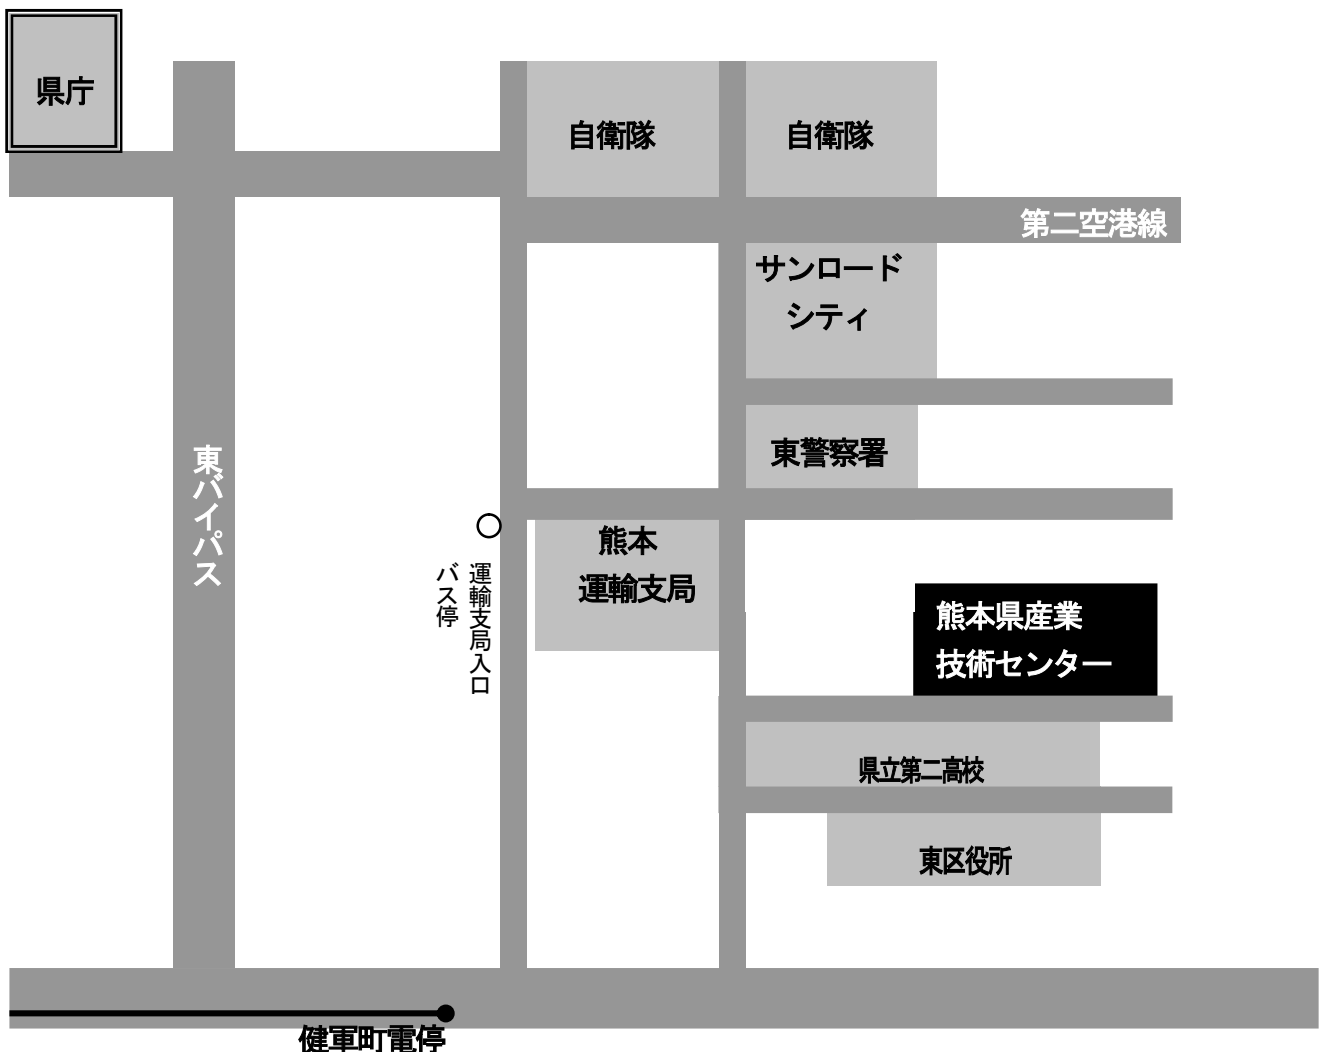 県庁
自衛隊
自衛隊
第二空港線
サンロード
シティ
東警察署
東バイパス
熊本
運輸支局
運輸支局入口
バス停
熊本県産業
技術センター
県立第二高校
東区役所
健軍町電停